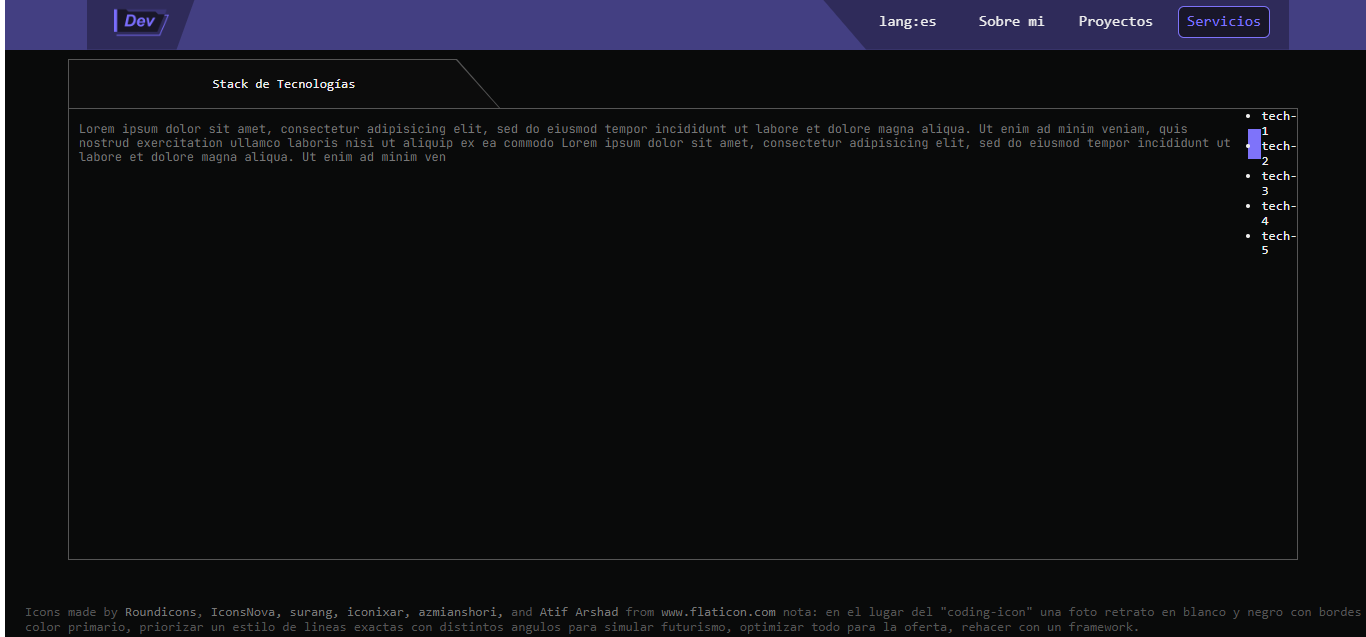 Dev
lang:es Sobre mi Proyectos Servicios
Stack de Tecnologías
Lorem ipsum dolor sit amet, consectetur adipisicing elit, sed do eiusmod tempor incididunt ut labore et dolore magna aliqua. Ut enim ad minim veniam, quis
nostrud exercitation ullamco laboris nisi ut aliquip ex ea commodo Lorem ipsum dolor sit amet, consectetur adipisicing elit, sed do eiusmod tempor incididunt ut
labore et dolore magna aliqua. Ut enim ad minim ven
• tech-
1
• tech-
2
• tech-
3
• tech-
4
• tech-
5
Icons made by Roundicons, IconsNova, surang, iconixar, azmianshori, and Atif Arshad from www.flaticon.com nota: en el lugar del "coding-icon" una foto retrato en blanco y negro con bordes
color primario, priorizar un estilo de lineas exactas con distintos angulos para simular futurismo, optimizar todo para la oferta, rehacer con un framework.